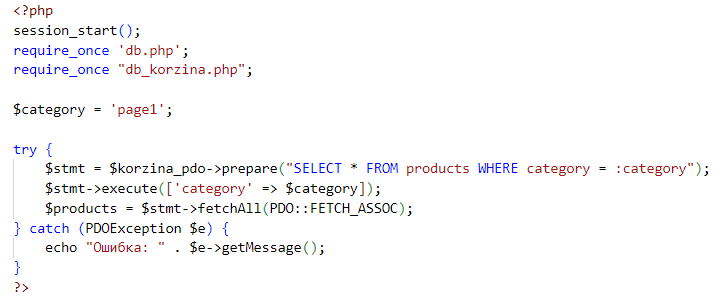 <?php
session_start();
require_once 'db.php';
require_once "db_korzina.php";

$category = 'page1';

try {
    $stmt = $korzina_pdo->prepare("SELECT * FROM products WHERE category = :category");
    $stmt->execute(['category' => $category]);
    $products = $stmt->fetchAll(PDO::FETCH_ASSOC);
} catch (PDOException $e) {
    echo "Ошибка: " . $e->getMessage();
}
?>